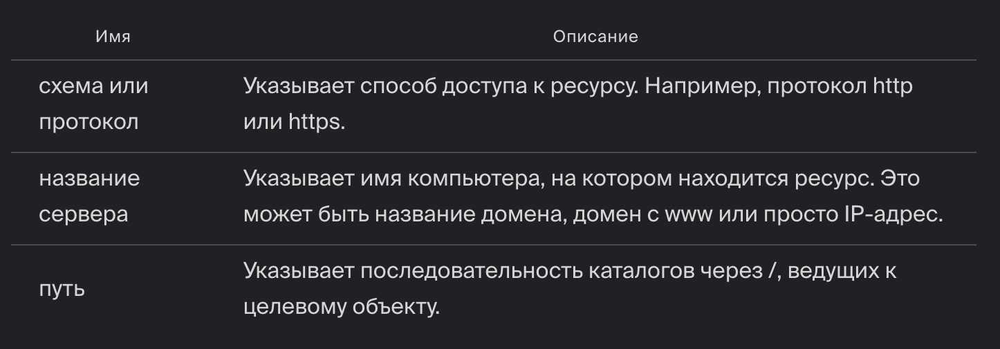 Имя Описание
схема или
протокол
Указывает способ доступа к ресурсу. Например, протокол http
или https.
название
сервера
Указывает имя компьютера, на котором находится ресурс. Это
может быть название домена, домен с www или просто IP-адрес.
путь
Указывает последовательность каталогов через /, ведущих к
целевому объекту.